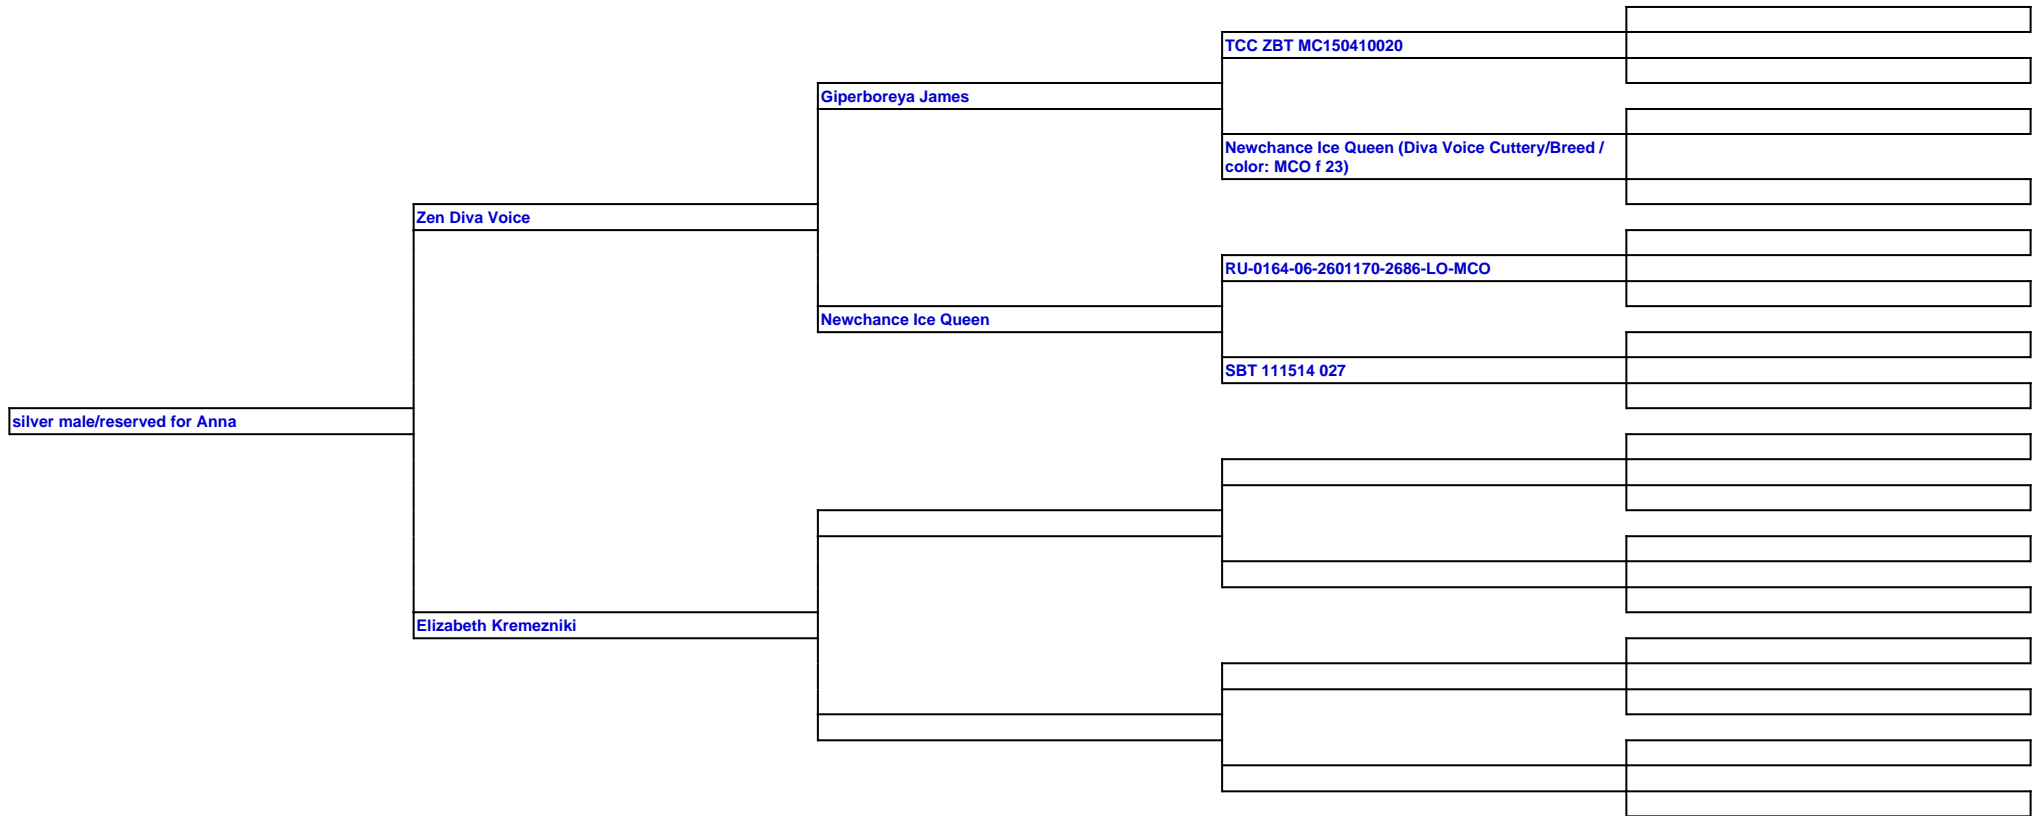 TCC ZBT MC150410020
Giperboreya James
Newchance Ice Queen (Diva Voice Cuttery/Breed /
color: MCO f 23)
Zen Diva Voice
RU-0164-06-2601170-2686-LO-MCO
Newchance Ice Queen
SBT 111514 027
silver male/reserved for Anna
Elizabeth Kremezniki